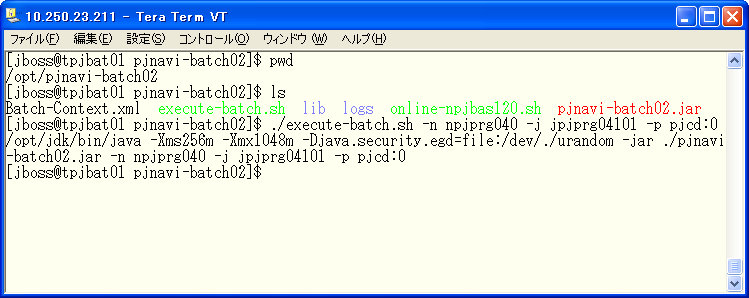 10.250.23.211 - Tera Term VT
ファイル(F) 編集(E) 設定(S) コントロール(O) ウィンドウ(W) ヘルプ(H)
[jboss@tpjbat01 pjnavi-batch02]$ pwd
/opt/pjnavi-batch02
[jboss@tpjbat01 pjnavi-batch02]$ ls
Batch-Context.xml execute-batch.sh lib logs online-npjbas120.sh pjnavi-batch02.jar
[jboss@tpjbat01 pjnavi-batch02]$ ./execute-batch.sh -n npjprg040 -j jpjprg04101 -p pjcd:0
/opt/jdk/bin/java -Xms256m -Xmx1048m -Djava.security.egd=file:/dev/./urandom -jar ./pjnavi
-batch02.jar -n npjprg040 -j jpjprg04101 -p pjcd:0
[jboss@tpjbat01 pjnavi-batch02]$